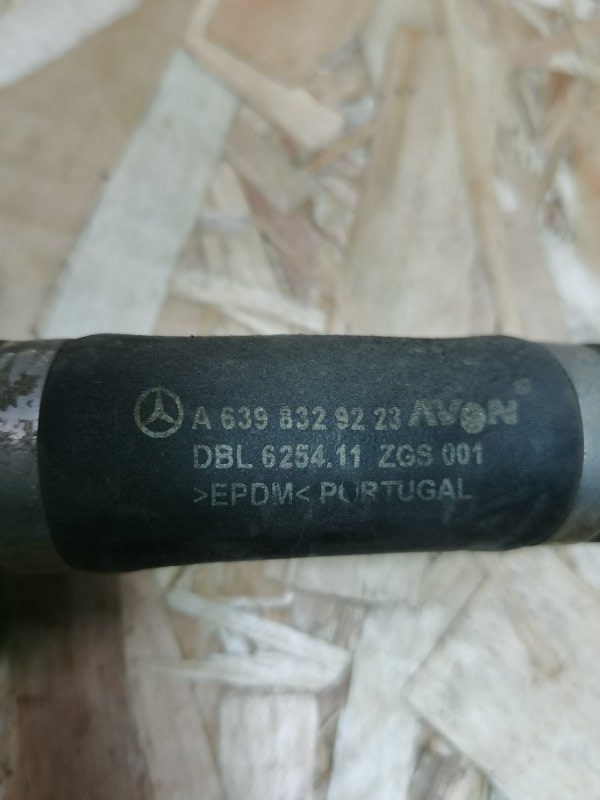 A 639 832 92 23 AVON®
DBL 6254.11 ZGS 001
>EPDM< PORTUGAL